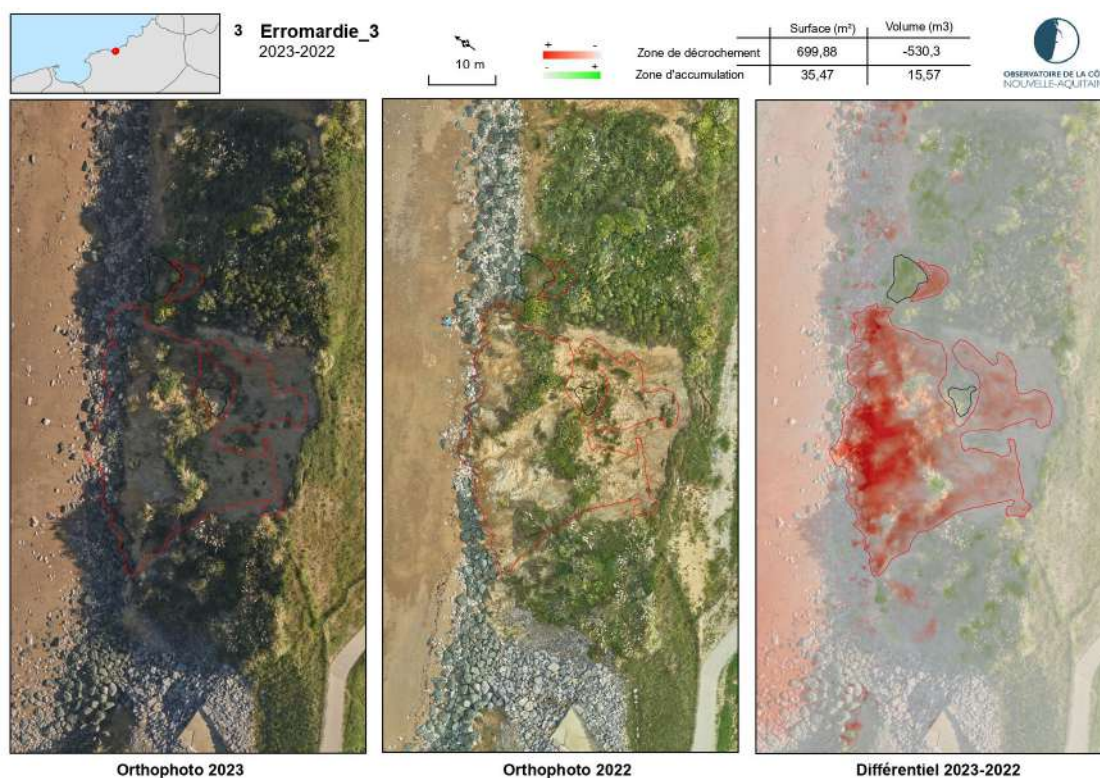 3 Erromardie_3
2023-2022
10 m
+ -
- +
Surface (m²) Volume (m3)
Zone de décrochement 699,88 -530,3
Zone d'accumulation 35,47 15,57
OBSERVATOIRE DE LA CÔ
NOUVELLE-AQUITAIN
Orthophoto 2023
Orthophoto 2022
Différentiel 2023-2022